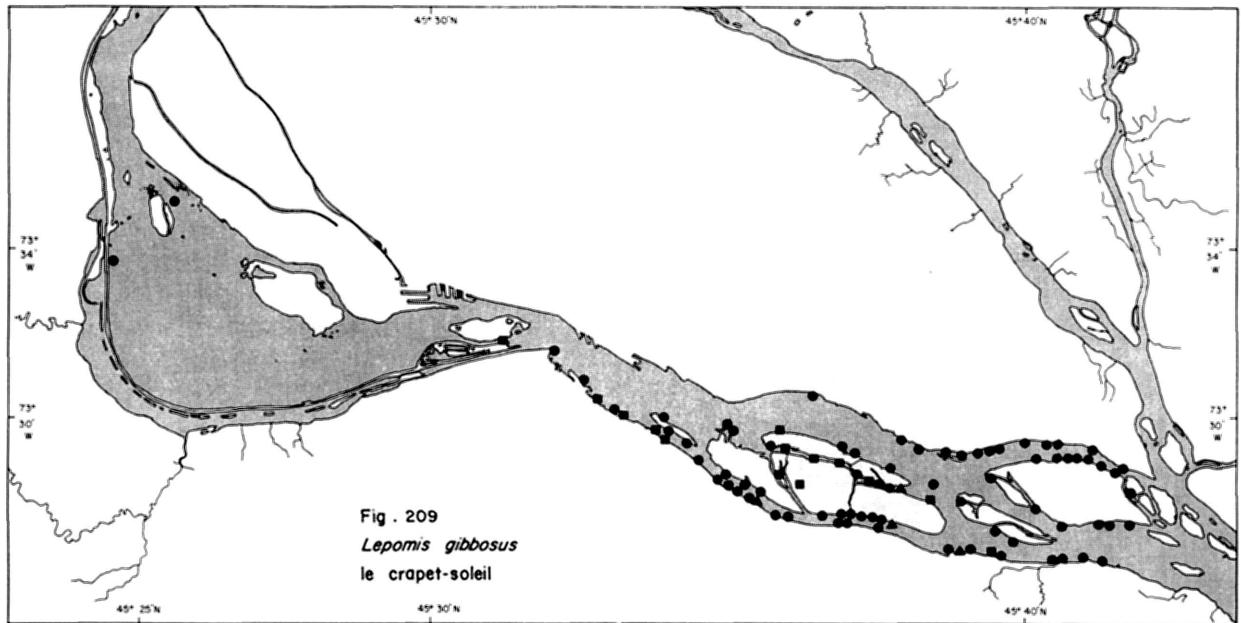 45° 30' N
45° 40' N
73°
34'
W
73°
34'
W
73°
30'
W
73°
30'
W
Fig. 209
Lepomis gibbosus
le crapet-soleil
45° 25' N
45° 30' N
45° 40' N